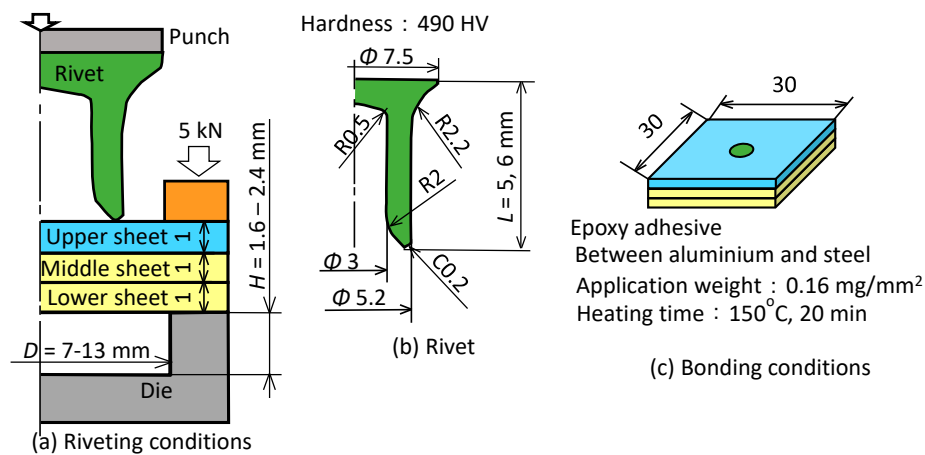 Punch
Rivet
5 kN
Upper sheet 1
Middle sheet 1
Lower sheet 1
H = 1.6 – 2.4 mm
D = 7-13 mm
Die
(a) Riveting conditions
Hardness : 490 HV
Φ 7.5
R0.5
R2.2
R2
L = 5, 6 mm
Φ 3
C0.2
Φ 5.2
(b) Rivet
30
30
Epoxy adhesive
Between aluminium and steel
Application weight : 0.16 mg/mm²
Heating time : 150°C, 20 min
(c) Bonding conditions